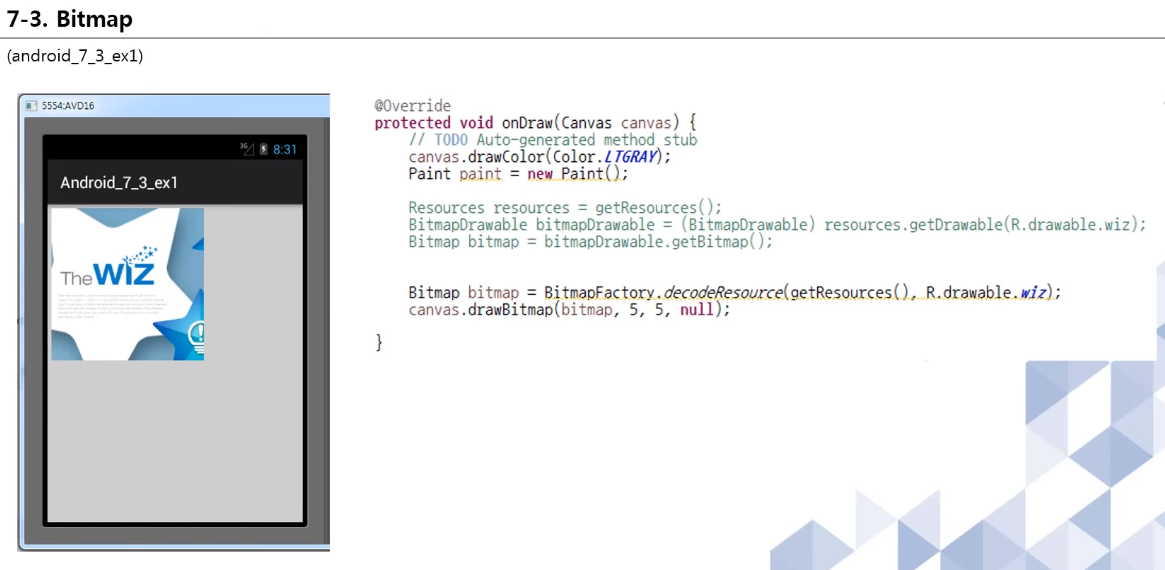 7-3. Bitmap
(android_7_3_ex1)
5554:AVD16
3G
8:31
Android_7_3_ex1
The WIZ
@Override
protected void onDraw(Canvas canvas) {
// TODO Auto-generated method stub
canvas.drawColor(Color.LTGRAY);
Paint paint = new Paint();
Resources resources = getResources();
BitmapDrawable bitmapDrawable = (BitmapDrawable) resources.getDrawable(R.drawable.wiz);
Bitmap bitmap = bitmapDrawable.getBitmap();
Bitmap bitmap = BitmapFactory.decodeResource(getResources(), R.drawable.wiz);
canvas.drawBitmap(bitmap, 5, 5, null);
}